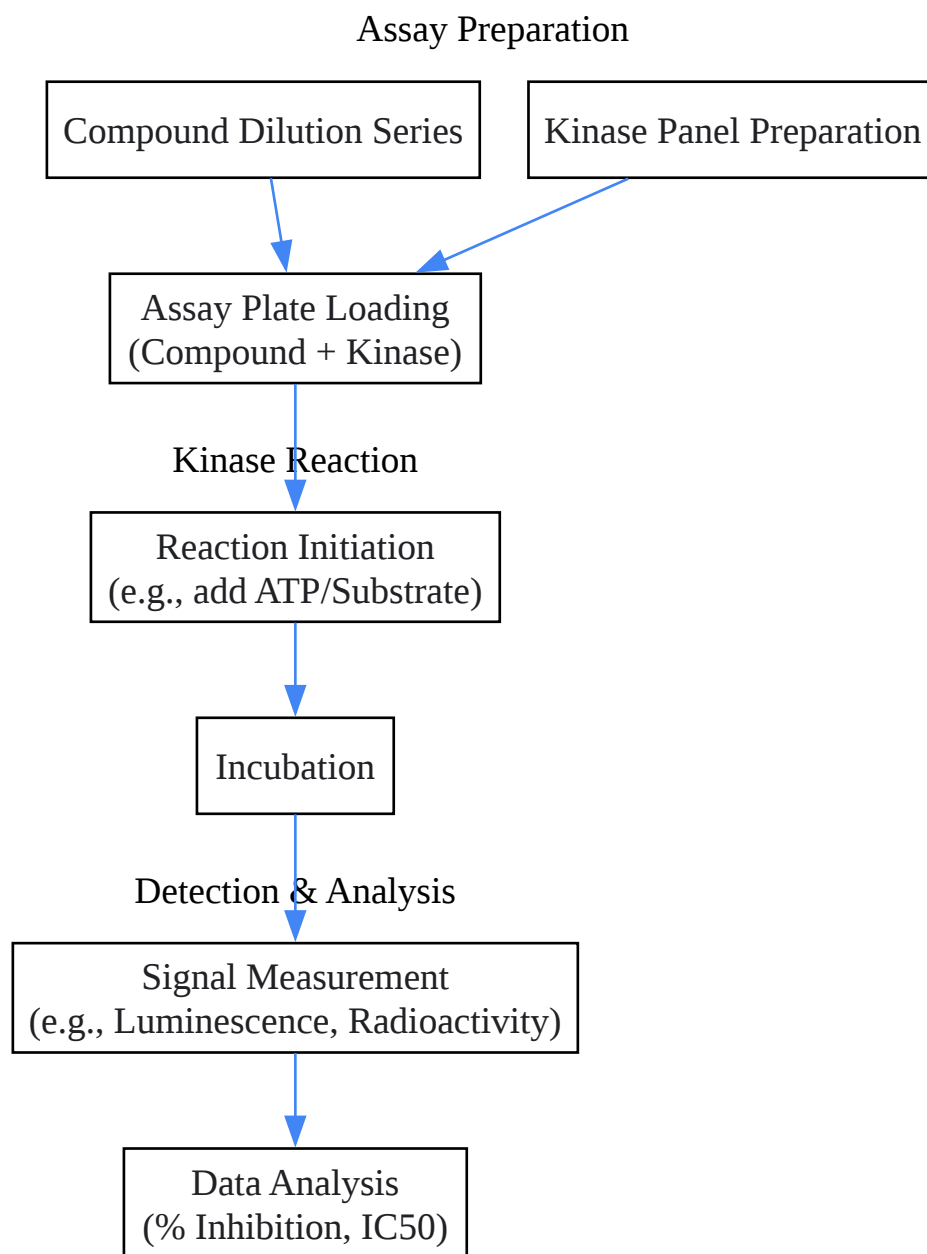 Assay Preparation
Compound Dilution Series
Kinase Panel Preparation
Assay Plate Loading
(Compound + Kinase)
Kinase Reaction
Reaction Initiation
(e.g., add ATP/Substrate)
Incubation
Detection & Analysis
Signal Measurement
(e.g., Luminescence, Radioactivity)
Data Analysis
(% Inhibition, IC50)